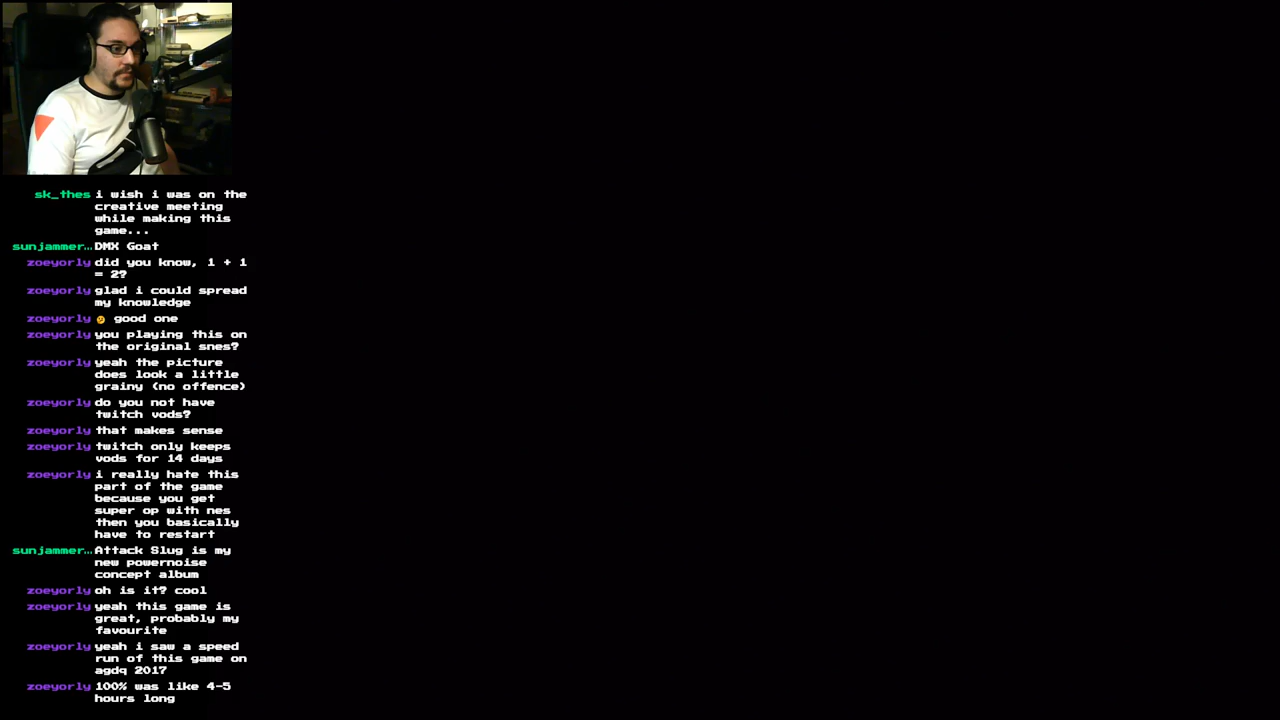 sk_thes i wish i was on the
creative meeting
while making this
game...
sunjammer… DMX Goat
zoeyorly did you know, 1 + 1
= 2?
zoeyorly glad i could spread
my knowledge
zoeyorly 🤔 good one
zoeyorly you playing this on
the original snes?
zoeyorly yeah the picture
does look a little
grainy (no offence)
zoeyorly do you not have
twitch vods?
zoeyorly that makes sense
zoeyorly twitch only keeps
vods for 14 days
zoeyorly i really hate this
part of the game
because you get
super op with nes
then you basically
have to restart
sunjammer… Attack Slug is my
new powernoise
concept album
zoeyorly oh is it? cool
zoeyorly yeah this game is
great, probably my
favourite
zoeyorly yeah i saw a speed
run of this game on
agdq 2017
zoeyorly 100% was like 4-5
hours long